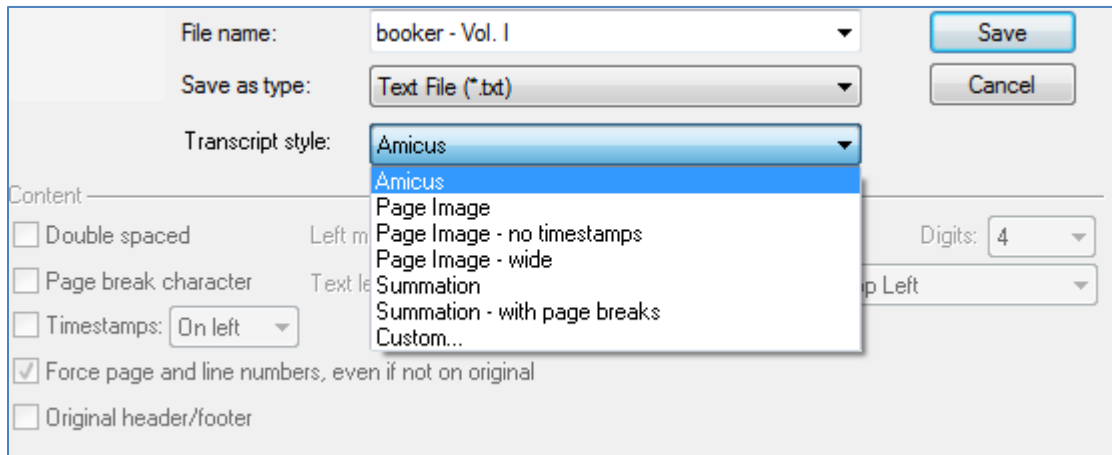 File name: booker - Vol. I Save
Save as type: Text File (*.txt) Cancel
Transcript style: Amicus
Amicus
Content
Page Image
Double spaced Left Page Image - no timestamps Digits: 4
Page Image - wide
Page break character Text Summation Left
Summation - with page breaks
Timestamps: On left
Custom...
Force page and line numbers, even if not on original
Original header/footer